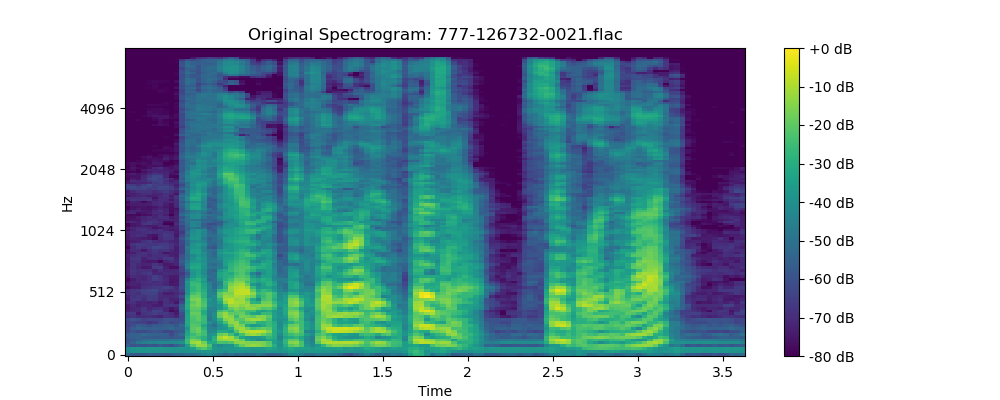 Original Spectrogram: 777-126732-0021.flac
Hz
4096
2048
1024
512
0
0
0.5
1
1.5
2
2.5
3
3.5
Time
+0 dB
-10 dB
-20 dB
-30 dB
-40 dB
-50 dB
-60 dB
-70 dB
-80 dB